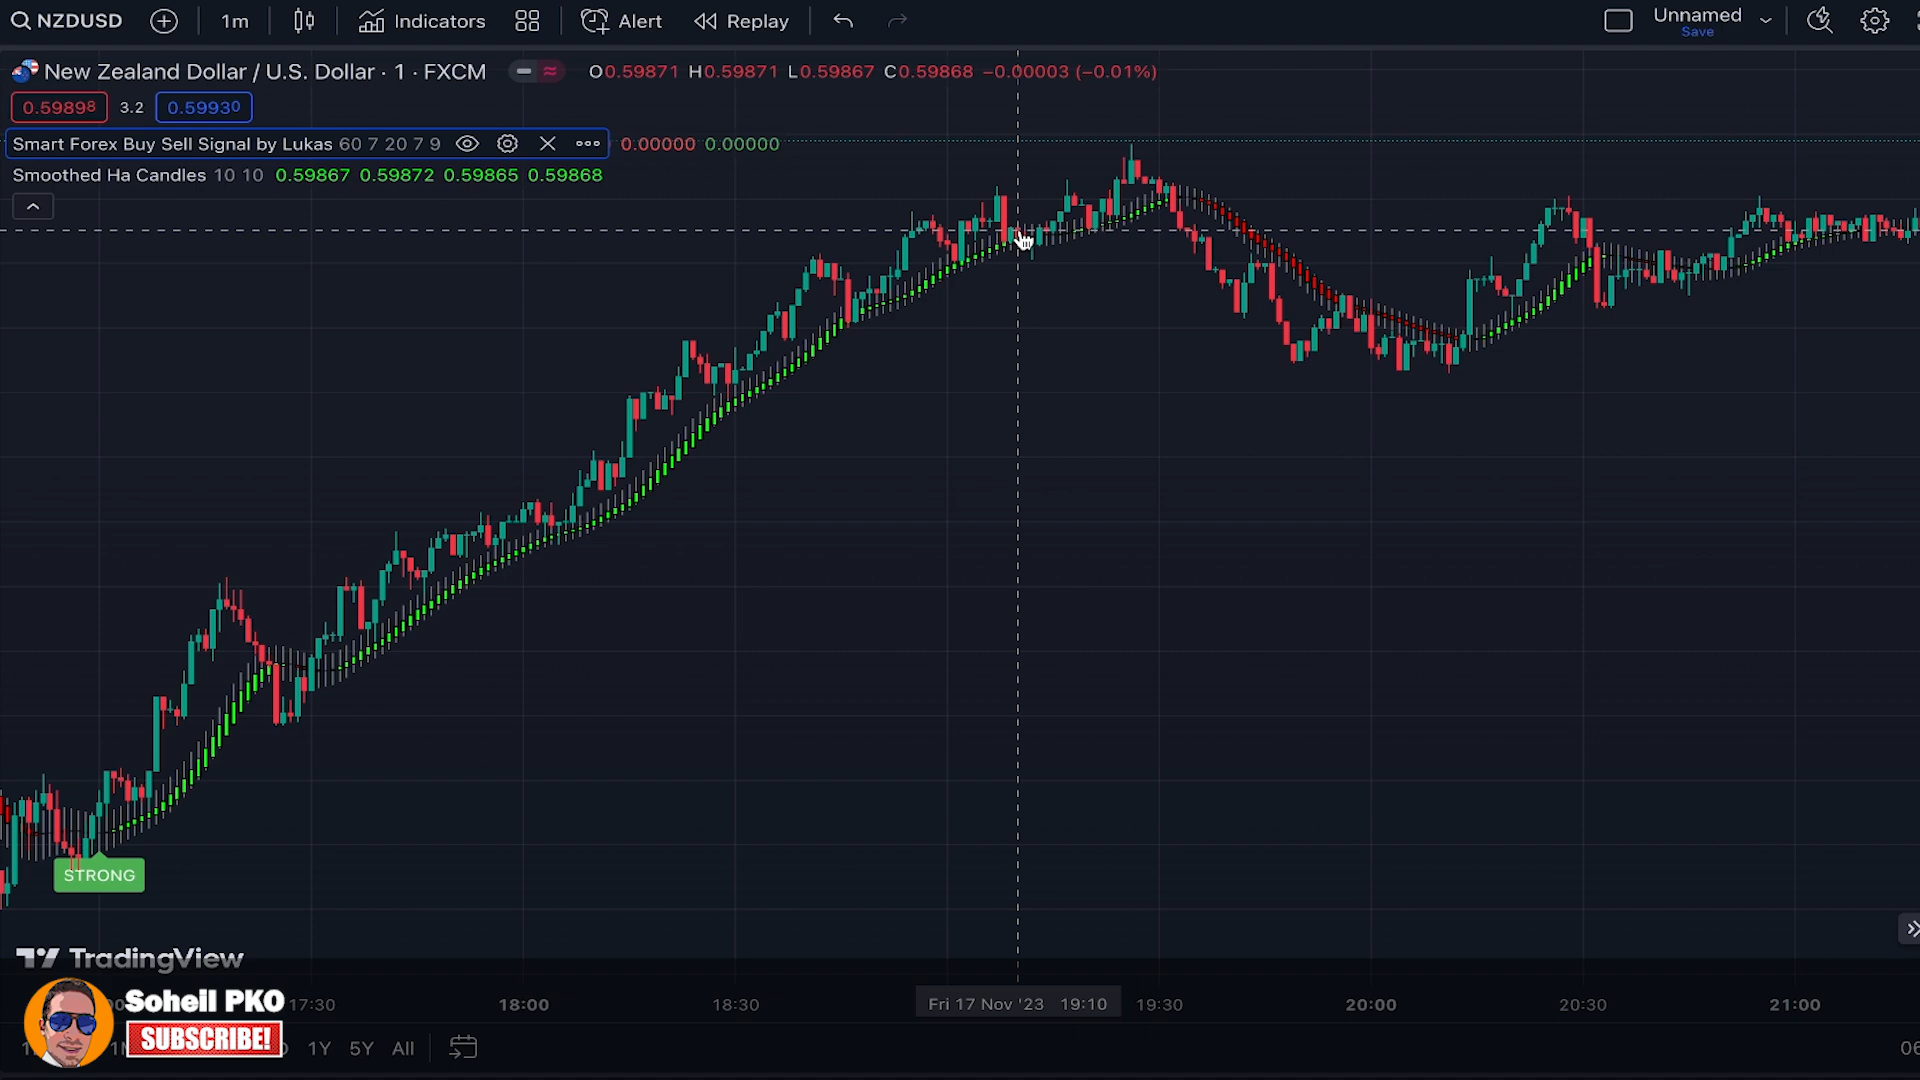 NZDUSD 1m Indicators Alert Replay Unnamed
Save
New Zealand Dollar / U.S. Dollar · 1 · FXCM O0.59871 H0.59871 L0.59867 C0.59868 −0.00003 (−0.01%)
0.59898 3.2 0.59930
Smart Forex Buy Sell Signal by Lukas 60 7 20 7 9 0.00000 0.00000
Smoothed Ha Candles 10 10 0.59867 0.59872 0.59865 0.59868
STRONG
TradingView
Soheil PKO
17:30 18:00 18:30 Fri 17 Nov '23 19:10 19:30 20:00 20:30 21:00
SUBSCRIBE!
1Y 5Y All